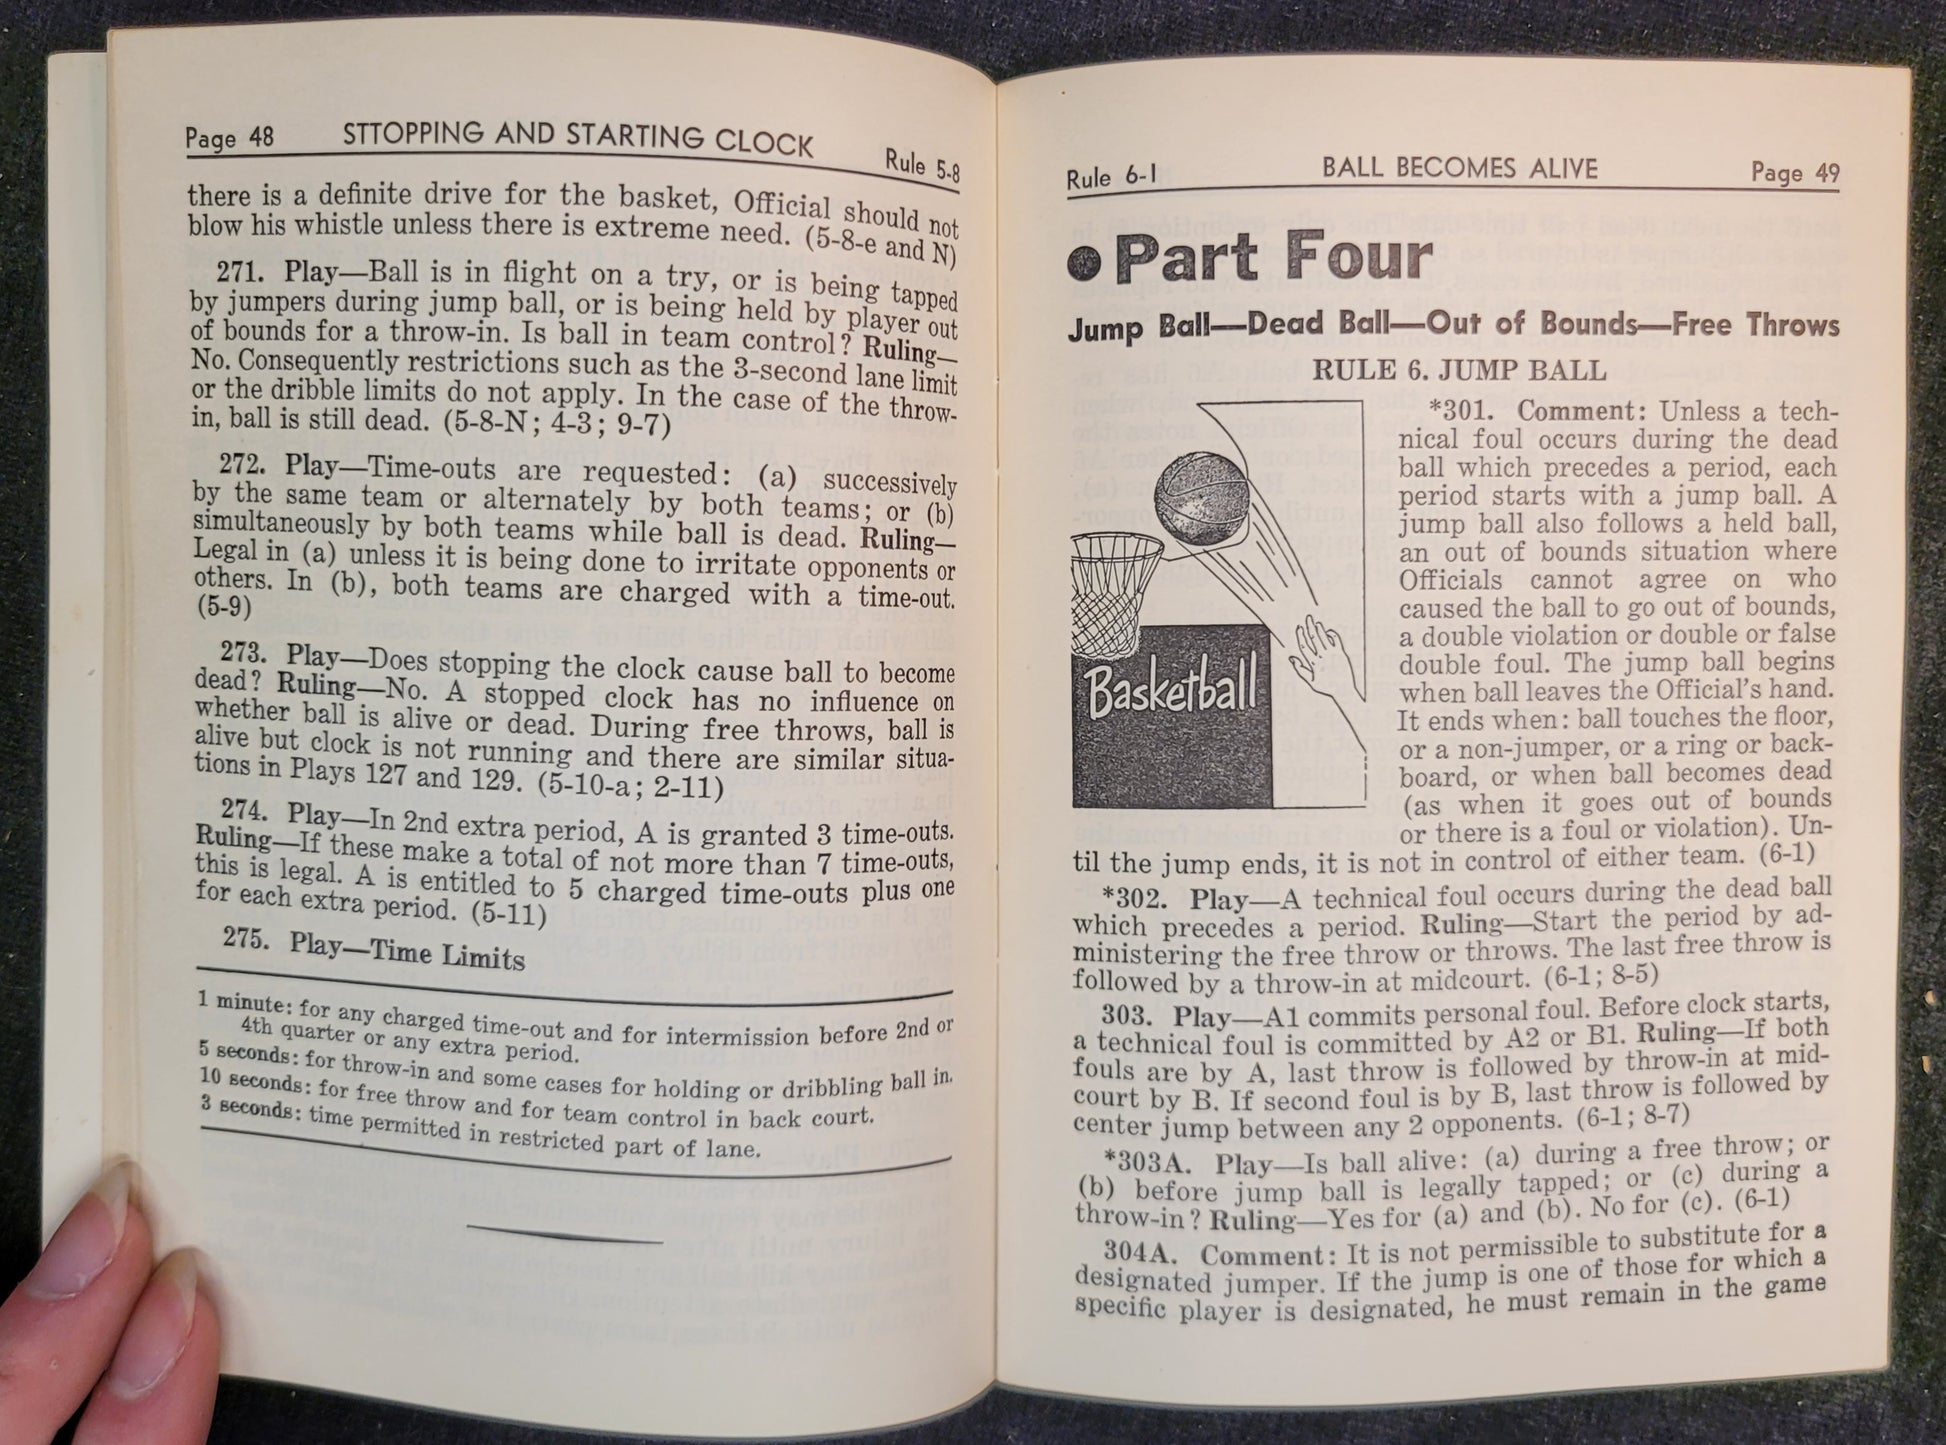 Page 48 STTOPPING AND STARTING CLOCK Rule 5-8
there is a definite drive for the basket, Official should not
blow his whistle unless there is extreme need. (5-8-e and N)
271. Play—Ball is in flight on a try, or is being tapped
by jumpers during jump ball, or is being held by player out
of bounds for a throw-in. Is ball in team control? Ruling—
No. Consequently restrictions such as the 3-second lane limit
or the dribble limits do not apply. In the case of the throw-
in, ball is still dead. (5-8-N; 4-3; 9-7)
272. Play—Time-outs are requested: (a) successively
by the same team or alternately by both teams; or (b)
simultaneously by both teams while ball is dead. Ruling—
Legal in (a) unless it is being done to irritate opponents or
others. In (b), both teams are charged with a time-out.
(5-9)
273. Play—Does stopping the clock cause ball to become
dead? Ruling—No. A stopped clock has no influence on
whether ball is alive or dead. During free throws, ball is
alive but clock is not running and there are similar situa-
tions in Plays 127 and 129. (5-10-a; 2-11)
274. Play—In 2nd extra period, A is granted 3 time-outs.
Ruling—If these make a total of not more than 7 time-outs,
this is legal. A is entitled to 5 charged time-outs plus one
for each extra period. (5-11)
275. Play—Time Limits
1 minute: for any charged time-out and for intermission before 2nd or
4th quarter or any extra period.
5 seconds: for throw-in and some cases for holding or dribbling ball in.
10 seconds: for free throw and for team control in back court.
3 seconds: time permitted in restricted part of lane.
Rule 6-1 BALL BECOMES ALIVE Page 49
● Part Four
Jump Ball—Dead Ball—Out of Bounds—Free Throws
RULE 6. JUMP BALL
Basketball
*301. Comment: Unless a tech-
nical foul occurs during the dead
ball which precedes a period, each
period starts with a jump ball. A
jump ball also follows a held ball,
an out of bounds situation where
Officials cannot agree on who
caused the ball to go out of bounds,
a double violation or double or false
double foul. The jump ball begins
when ball leaves the Official's hand.
It ends when: ball touches the floor,
or a non-jumper, or a ring or back-
board, or when ball becomes dead
(as when it goes out of bounds
or there is a foul or violation). Un-
til the jump ends, it is not in control of either team. (6-1)
*302. Play—A technical foul occurs during the dead ball
which precedes a period. Ruling—Start the period by ad-
ministering the free throw or throws. The last free throw is
followed by a throw-in at midcourt. (6-1; 8-5)
303. Play—A1 commits personal foul. Before clock starts,
a technical foul is committed by A2 or B1. Ruling—If both
fouls are by A, last throw is followed by throw-in at mid-
court by B. If second foul is by B, last throw is followed by
center jump between any 2 opponents. (6-1; 8-7)
*303A. Play—Is ball alive: (a) during a free throw; or
(b) before jump ball is legally tapped; or (c) during a
throw-in? Ruling—Yes for (a) and (b). No for (c). (6-1)
304A. Comment: It is not permissible to substitute for a
designated jumper. If the jump is one of those for which a
specific player is designated, he must remain in the game